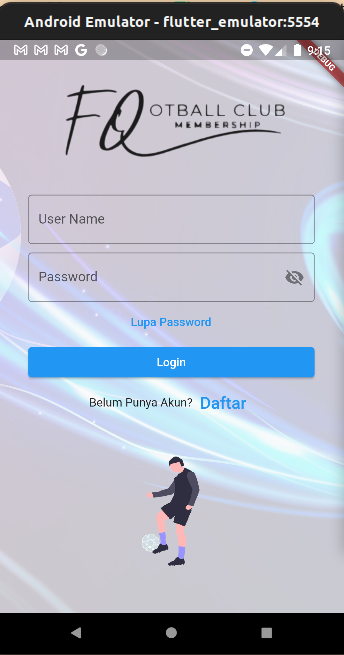 Android Emulator - flutter_emulator:5554
9:15
DEBUG
FOOTBALL CLUB
MEMBERSHIP
User Name
Password
Lupa Password
Login
Belum Punya Akun? Daftar